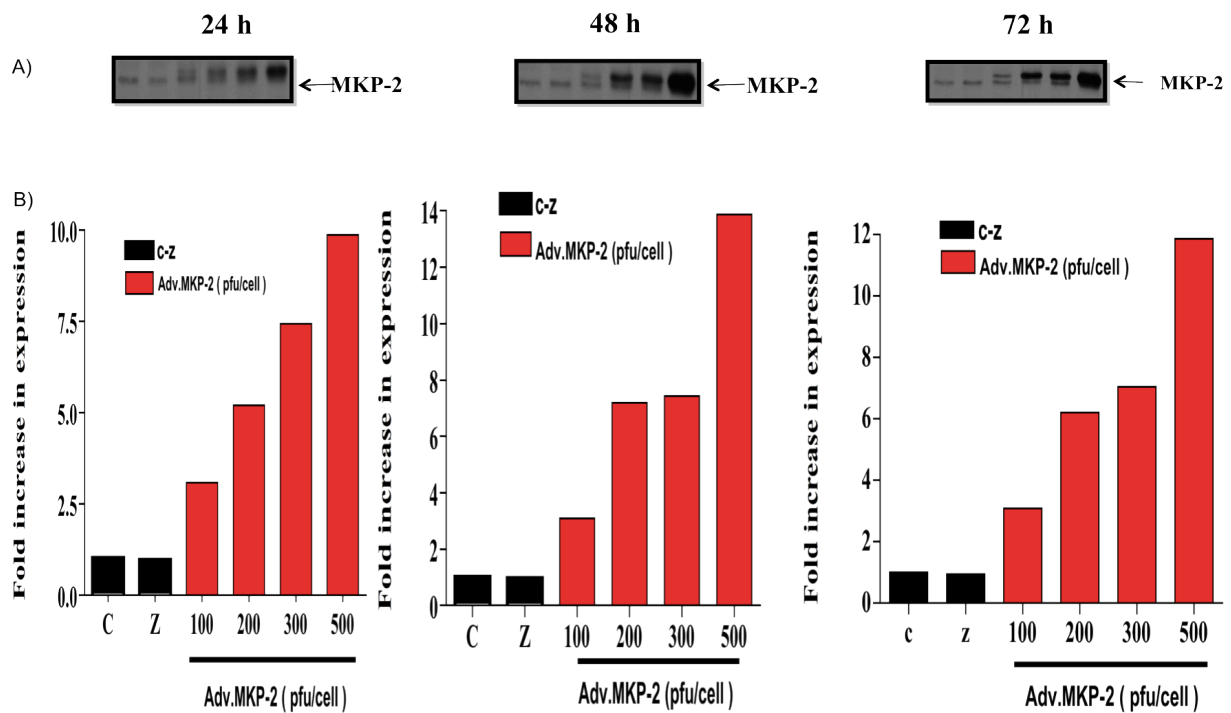 24 h
48 h
72 h
A)
MKP-2
MKP-2
MKP-2
B)
Fold increase in expression
10.0
7.5
5.0
2.5
0.0
c-z
Adv.MKP-2 ( pfu/cell )
C Z 100 200 300 500
Adv.MKP-2 ( pfu/cell )
Fold increase in expression
14
12
10
8
6
4
2
0
c-z
Adv.MKP-2 (pfu/cell )
C Z 100 200 300 500
Adv.MKP-2 (pfu/cell )
Fold increase in expression
12
10
8
6
4
2
0
c-z
Adv.MKP-2 (pfu/cell )
c z 100 200 300 500
Adv.MKP-2 ( pfu/cell )